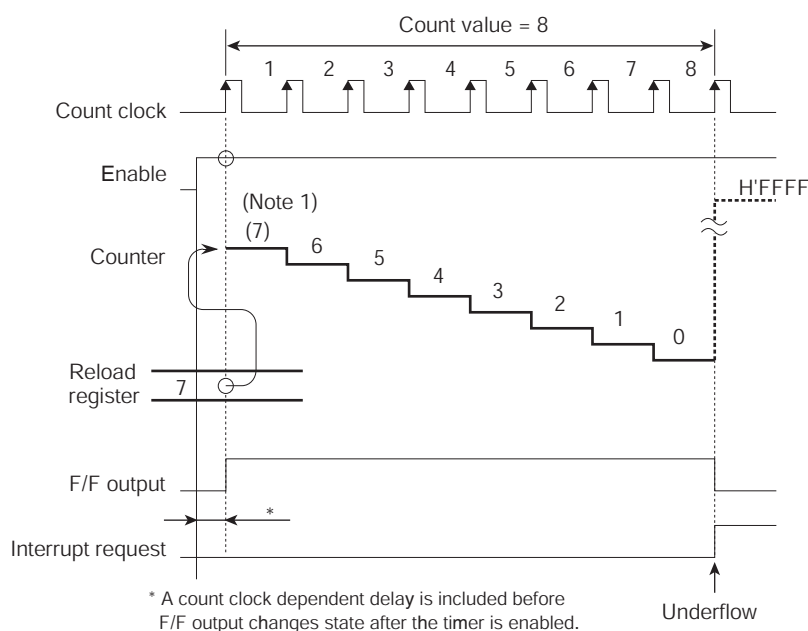 Count value = 8
1 2 3 4 5 6 7 8
Count clock
Enable
H'FFFF
(Note 1)
(7) 6 5 4 3 2 1 0
Counter
Reload
register
7
F/F output
*
Interrupt request
* A count clock dependent delay is included before
F/F output changes state after the timer is enabled.
Underflow